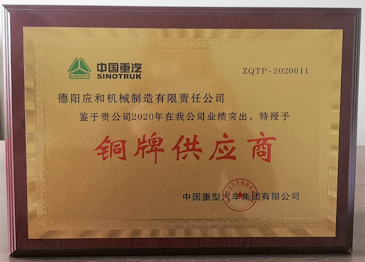 中国重汽
SINOTRUK
ZQTP-2020011
德阳应和机械制造有限责任公司
鉴于贵公司2020年在我公司业绩突出，特授予
铜牌供应商
中国重型汽车集团有限公司